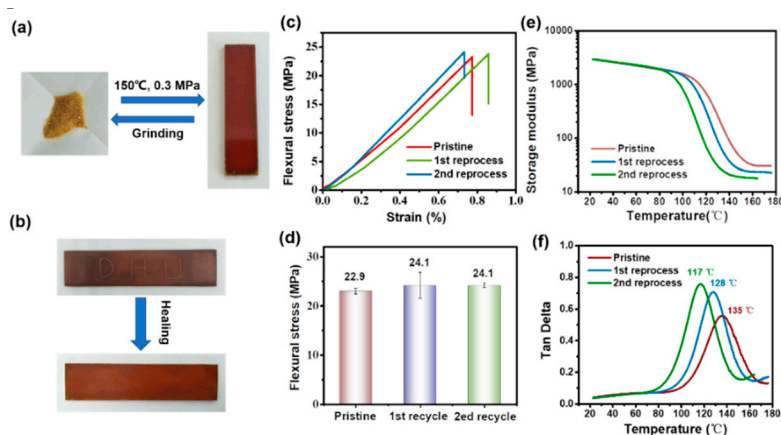 (a)
150℃, 0.3 MPa
Grinding
(b)
D H U
Healing
(c)
Flexural stress (MPa)
25
20
15
10
5
0
Pristine
1st reprocess
2nd reprocess
0.0 0.2 0.4 0.6 0.8 1.0
Strain (%)
(d)
Flexural stress (MPa)
30
20
10
0
22.9
24.1
24.1
Pristine 1st recycle 2ed recycle
(e)
Storage modulus (MPa)
1000
100
10
Pristine
1st reprocess
2nd reprocess
20 40 60 80 100 120 140 160 180
Temperature(℃)
(f)
Tan Delta
1.0
0.8
0.6
0.4
0.2
0.0
Pristine
1st reprocess
2nd reprocess
117 ℃
128 ℃
135 ℃
20 40 60 80 100 120 140 160 180
Temperature (℃)